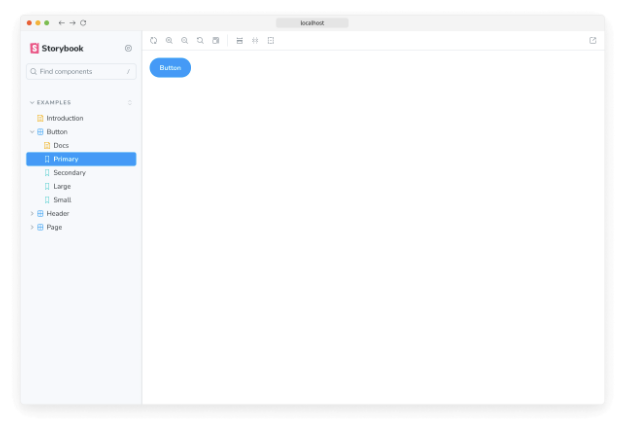 localhost
Storybook
Find components
/
EXAMPLES
Introduction
Button
Docs
Primary
Secondary
Large
Small
Header
Page
Button